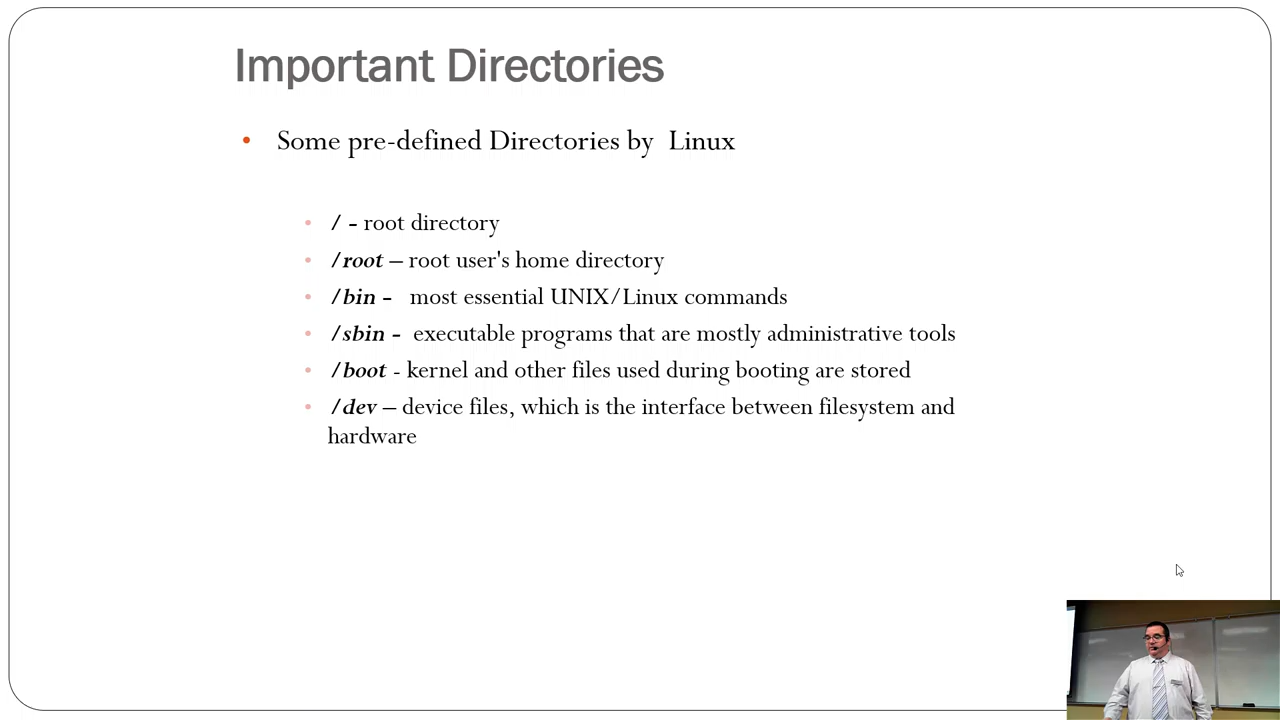 Important Directories
• Some pre-defined Directories by Linux
• / - root directory
• /root – root user's home directory
• /bin - most essential UNIX/Linux commands
• /sbin - executable programs that are mostly administrative tools
• /boot - kernel and other files used during booting are stored
• /dev – device files, which is the interface between filesystem and
hardware